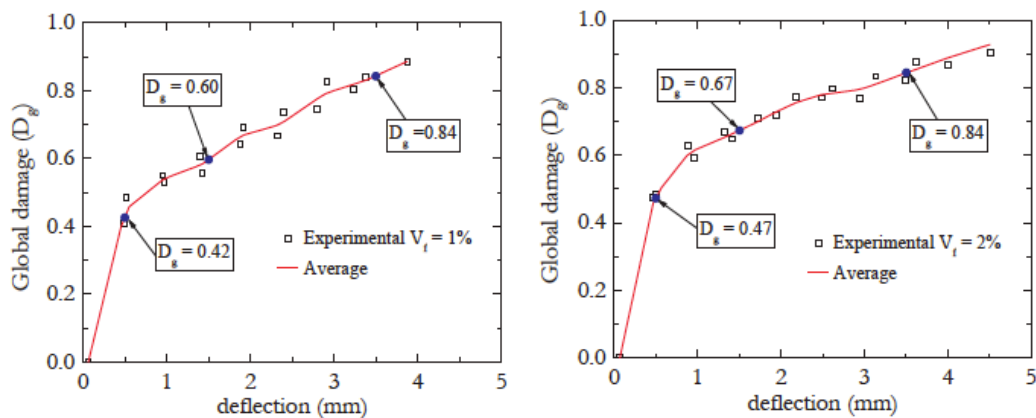 1.0
0.8
0.6
0.4
0.2
0.0
Global damage (D_g)
D_g = 0.60
D_g =0.84
D_g = 0.42
Experimental V_f = 1%
Average
0 1 2 3 4 5
deflection (mm)
1.0
0.8
0.6
0.4
0.2
0.0
Global damage (D_g)
D_g = 0.67
D_g = 0.84
D_g = 0.47
Experimental V_f = 2%
Average
0 1 2 3 4 5
deflection (mm)